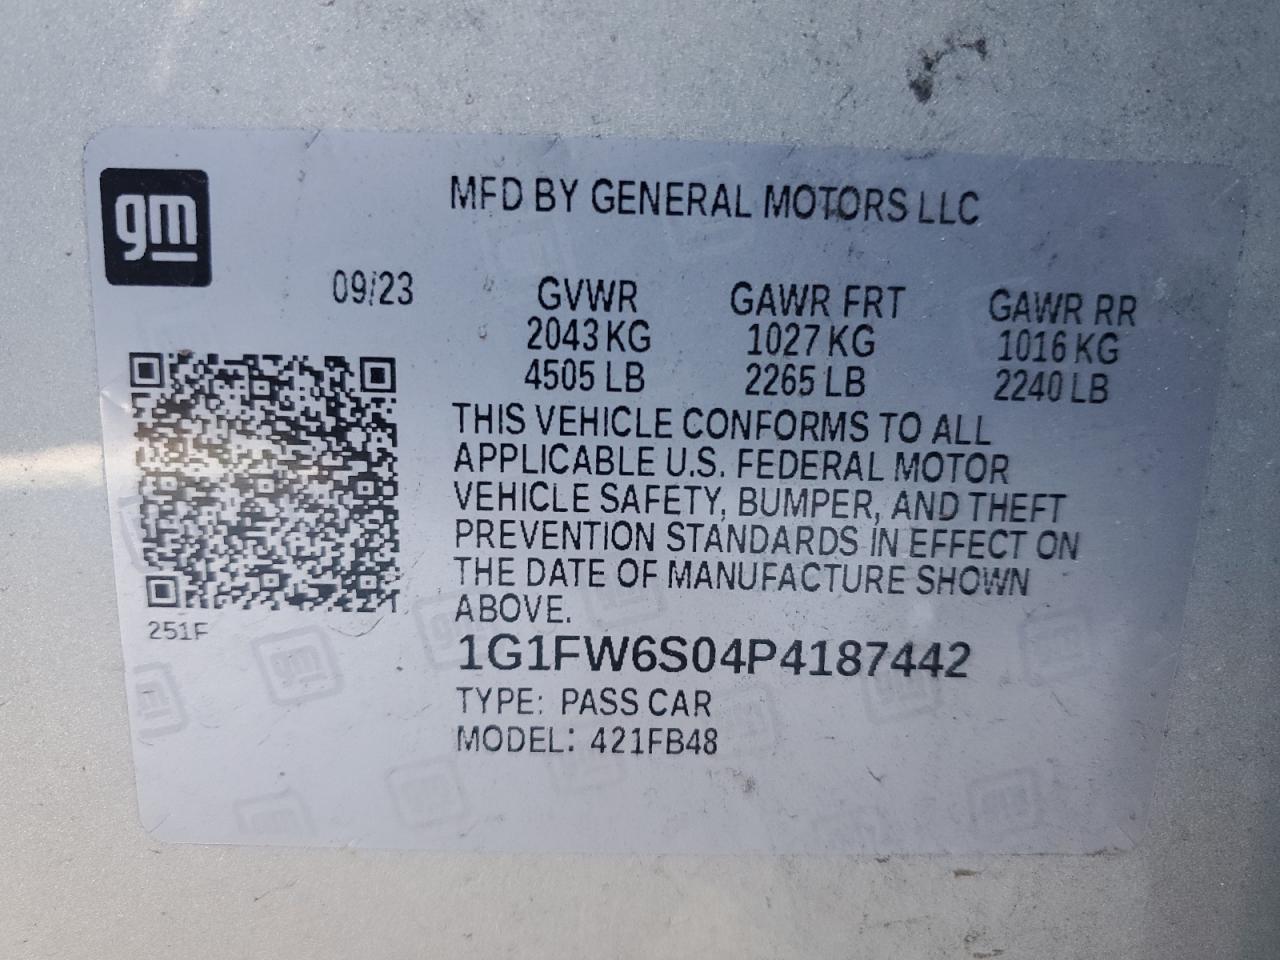 gm
MFD BY GENERAL MOTORS LLC
09/23
GVWR GAWR FRT GAWR RR
2043 KG 1027 KG 1016 KG
4505 LB 2265 LB 2240 LB
THIS VEHICLE CONFORMS TO ALL
APPLICABLE U.S. FEDERAL MOTOR
VEHICLE SAFETY, BUMPER, AND THEFT
PREVENTION STANDARDS IN EFFECT ON
THE DATE OF MANUFACTURE SHOWN
ABOVE.
251F
1G1FW6S04P4187442
TYPE: PASS CAR
MODEL: 421FB48